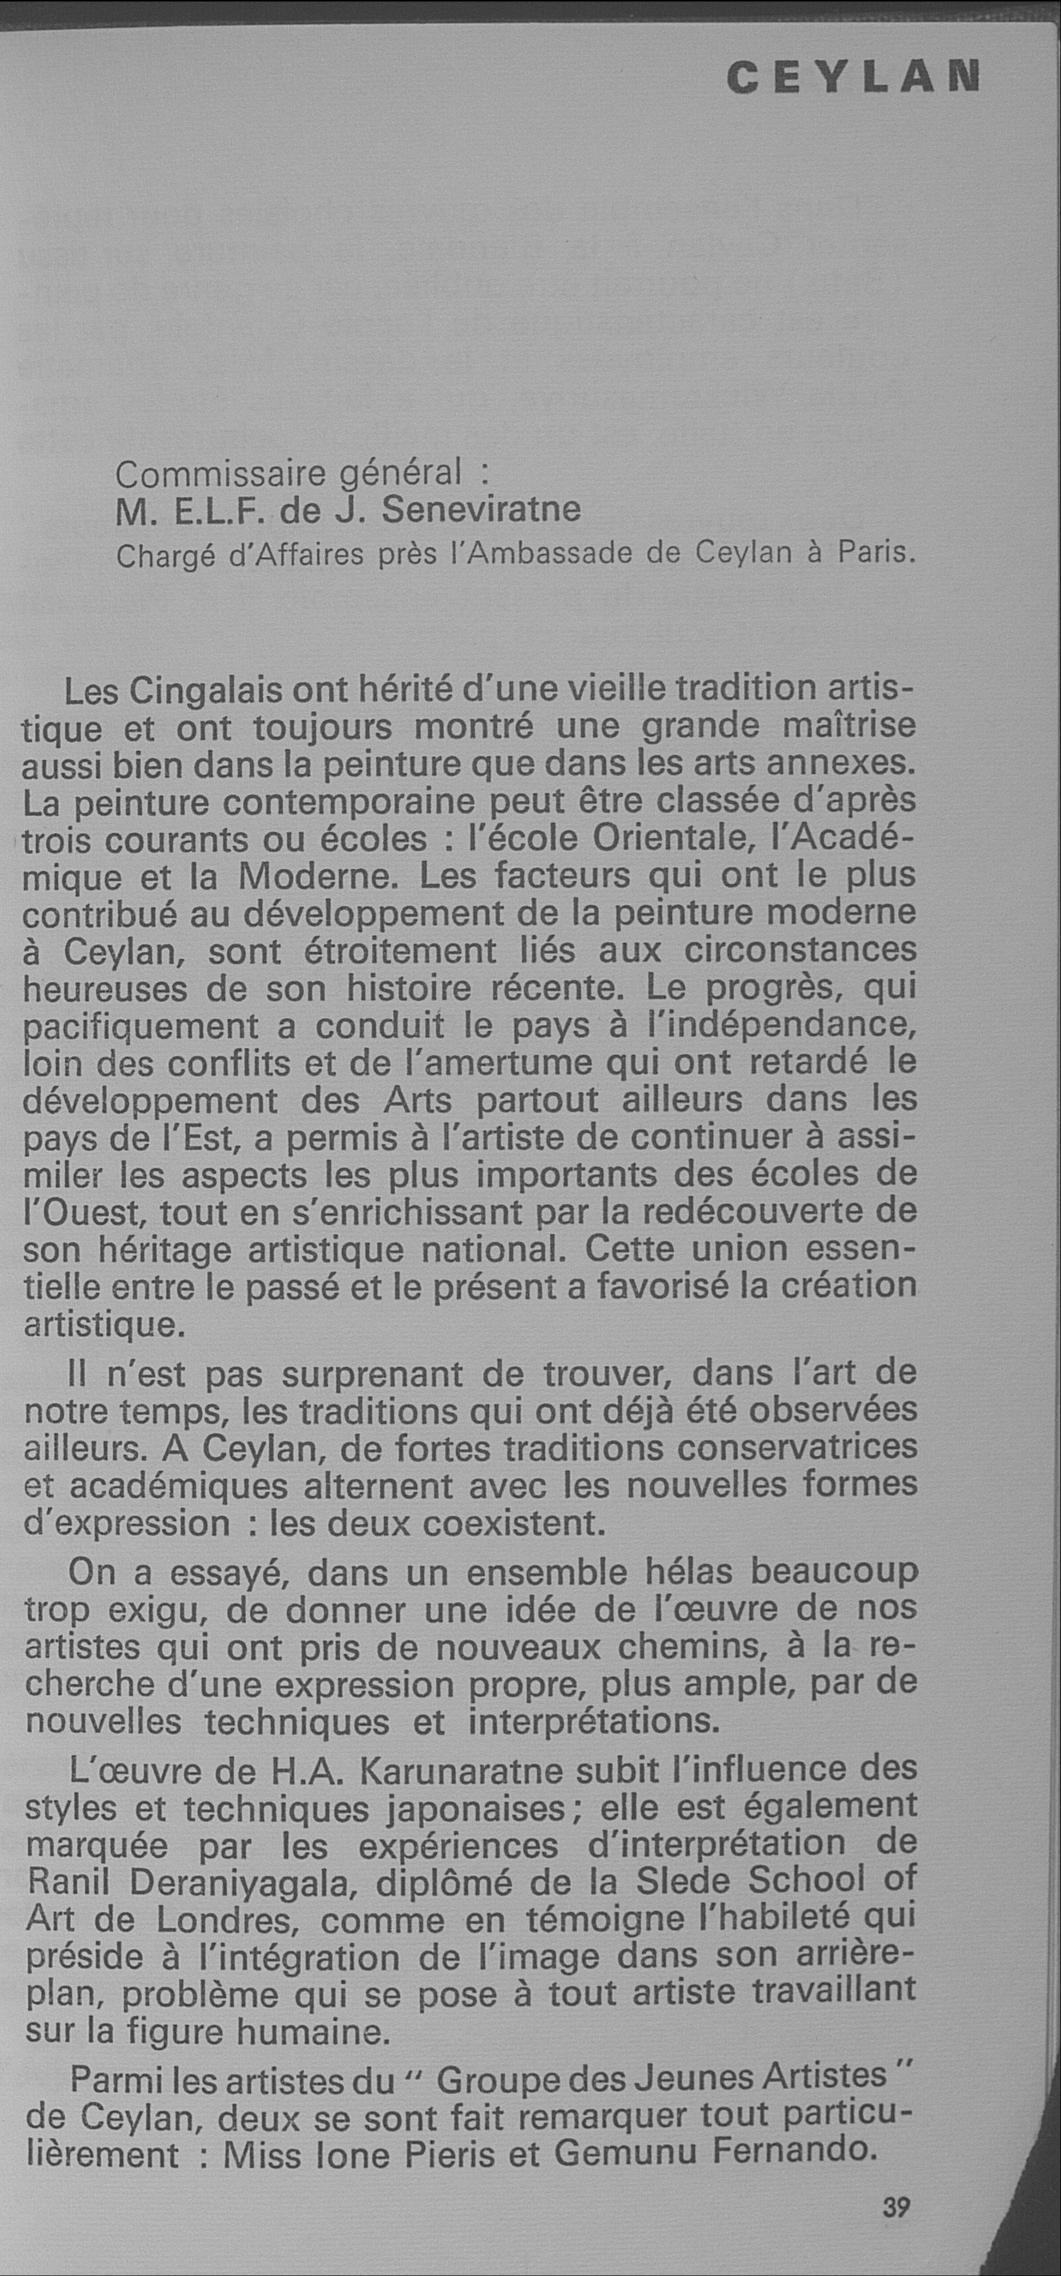 CEYLAN
Commissaire général :
M. E.L.F. de J. Seneviratne
Chargé d'Affaires près l'Ambassade de Ceylan à Paris.
Les Cingalais ont hérité d'une vieille tradition artis-
tique et ont toujours montré une grande maîtrise
aussi bien dans la peinture que dans les arts annexes.
La peinture contemporaine peut être classée d'après
trois courants ou écoles : l'école Orientale, l'Acadé-
mique et la Moderne. Les facteurs qui ont le plus
contribué au développement de la peinture moderne
à Ceylan, sont étroitement liés aux circonstances
heureuses de son histoire récente. Le progrès, qui
pacifiquement a conduit le pays à l'indépendance,
loin des conflits et de l'amertume qui ont retardé le
développement des Arts partout ailleurs dans les
pays de l'Est, a permis à l'artiste de continuer à assi-
miler les aspects les plus importants des écoles de
l'Ouest, tout en s'enrichissant par la redécouverte de
son héritage artistique national. Cette union essen-
tielle entre le passé et le présent a favorisé la création
artistique.
Il n'est pas surprenant de trouver, dans l'art de
notre temps, les traditions qui ont déjà été observées
ailleurs. A Ceylan, de fortes traditions conservatrices
et académiques alternent avec les nouvelles formes
d'expression : les deux coexistent.
On a essayé, dans un ensemble hélas beaucoup
trop exigu, de donner une idée de l'œuvre de nos
artistes qui ont pris de nouveaux chemins, à la re-
cherche d'une expression propre, plus ample, par de
nouvelles techniques et interprétations.
L'œuvre de H.A. Karunaratne subit l'influence des
styles et techniques japonaises; elle est également
marquée par les expériences d'interprétation de
Ranil Deraniyagala, diplômé de la Slede School of
Art de Londres, comme en témoigne l'habileté qui
préside à l'intégration de l'image dans son arrière-
plan, problème qui se pose à tout artiste travaillant
sur la figure humaine.
Parmi les artistes du " Groupe des Jeunes Artistes "
de Ceylan, deux se sont fait remarquer tout particu-
lièrement : Miss Ione Pieris et Gemunu Fernando.
39